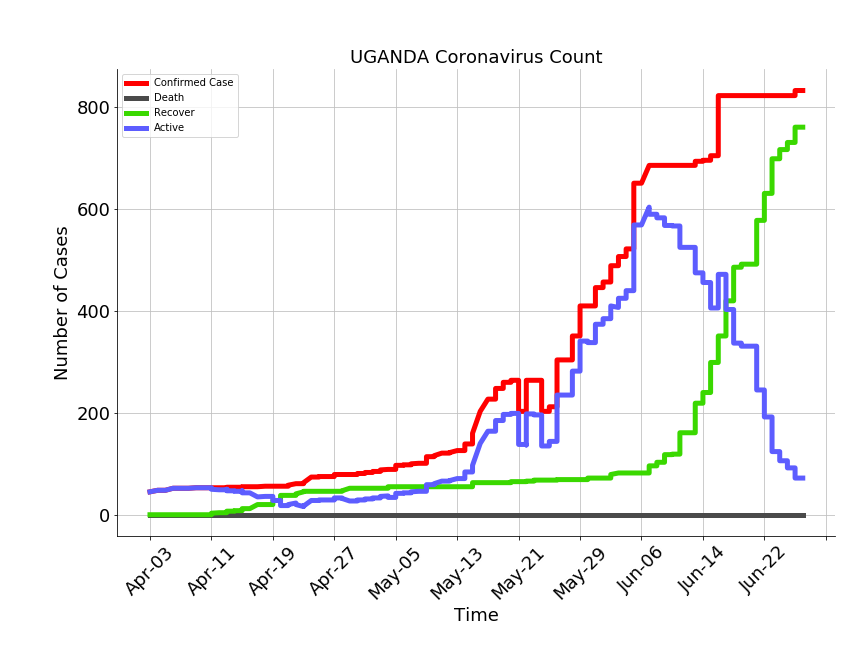 UGANDA Coronavirus Count
Confirmed Case
Death
Recover
Active
800
600
400
200
0
Number of Cases
Apr-03
Apr-11
Apr-19
Apr-27
May-05
May-13
May-21
May-29
Jun-06
Jun-14
Jun-22
Time